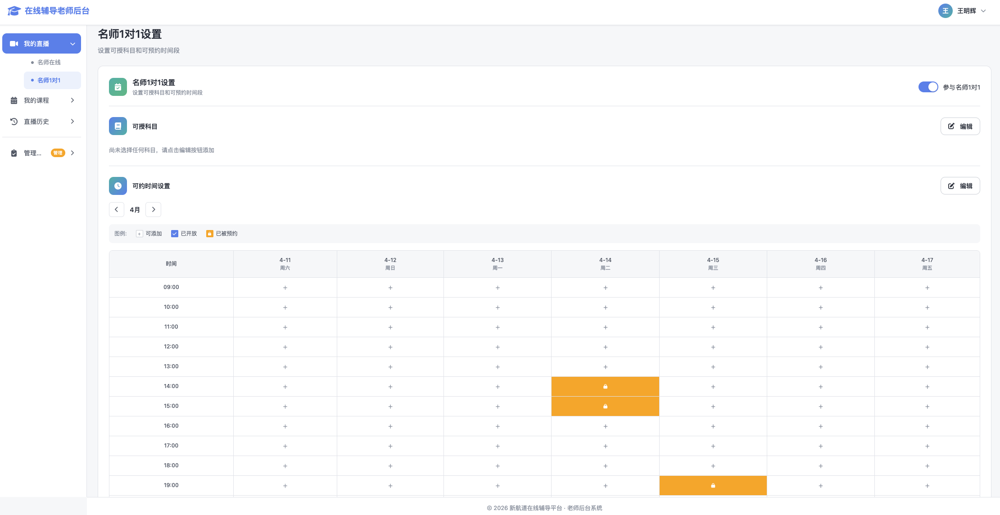 在线辅导老师后台
王 王明辉
我的直播
名师在线
名师1对1
我的课程
直播历史
管理... 管理
名师1对1设置
设置可授科目和可预约时间段
名师1对1设置
设置可授科目和可预约时间段
参与名师1对1
可授科目
编辑
尚未选择任何科目，请点击编辑按钮添加
可约时间设置
编辑
4月
图例: + 可添加 已开放 已被预约
时间 4-11 4-12 4-13 4-14 4-15 4-16 4-17
周六 周日 周一 周二 周三 周四 周五
09:00 + + + + + + +
10:00 + + + + + + +
11:00 + + + + + + +
12:00 + + + + + + +
13:00 + + + + + + +
14:00 + + + + + +
15:00 + + + + + +
16:00 + + + + + + +
17:00 + + + + + + +
18:00 + + + + + + +
19:00 + + + + + +
© 2026 新航道在线辅导平台 · 老师后台系统